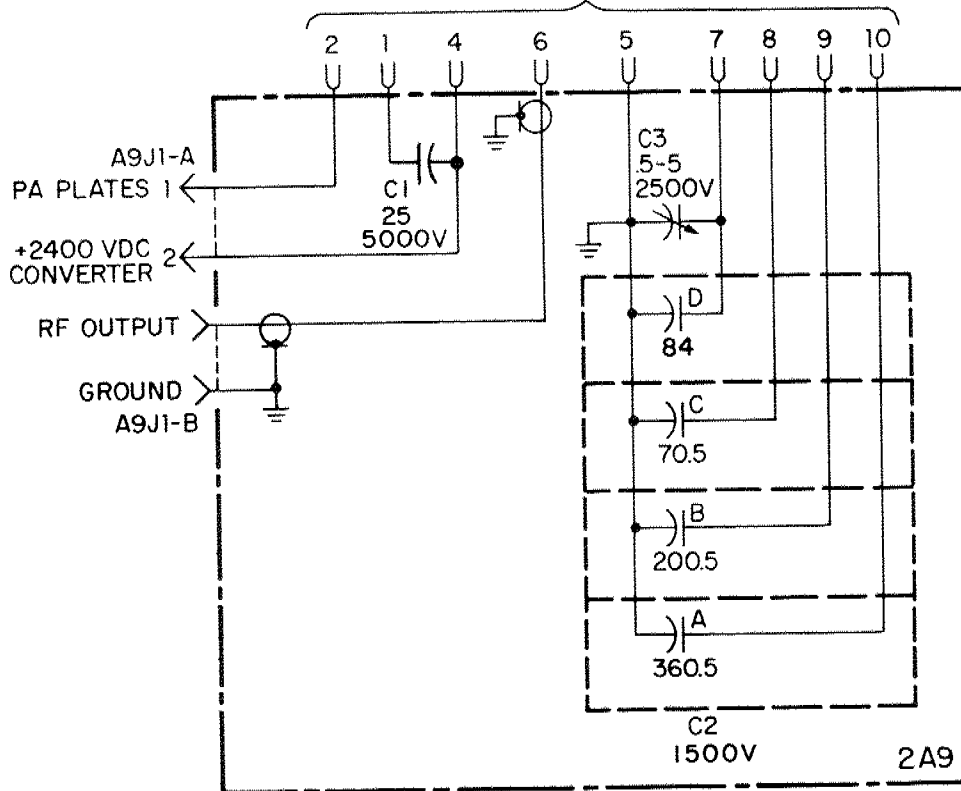 2 1 4 6 5 7 8 9 10
A9J1-A
PA PLATES 1
+2400 VDC
CONVERTER 2
RF OUTPUT
GROUND
A9J1-B
C1
25
5000V
C3
.5-5
2500V
D
84
C
70.5
B
200.5
A
360.5
C2
1500V
2A9